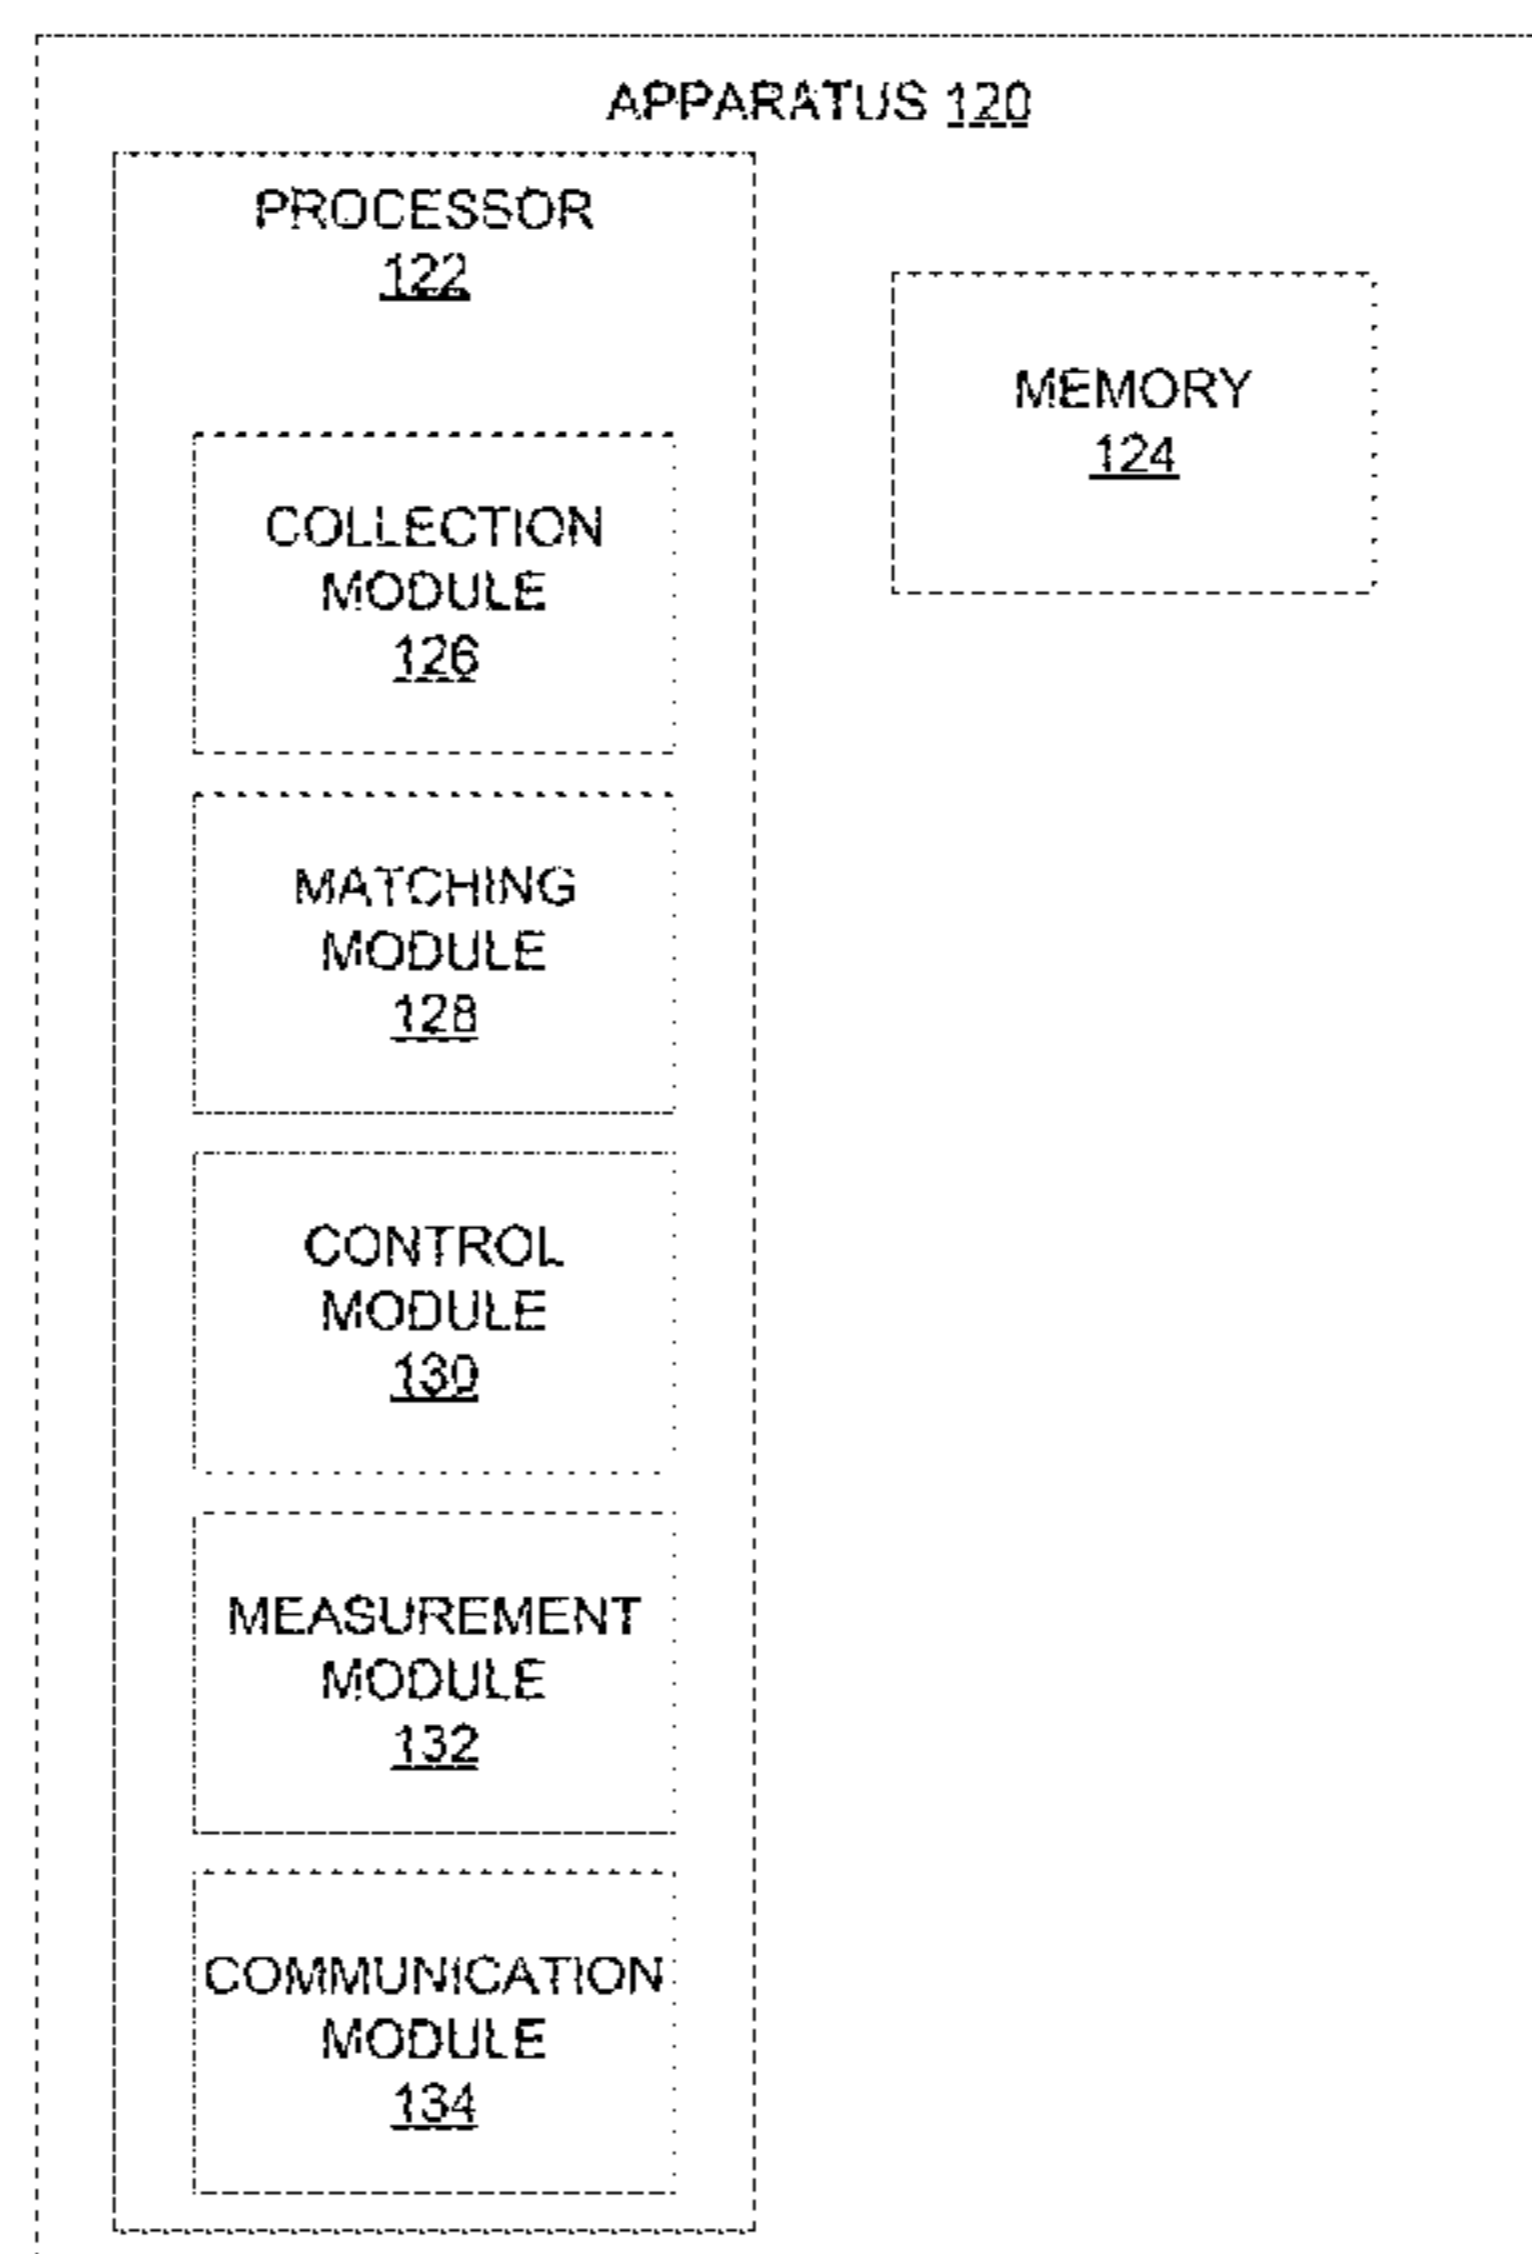 APPARATUS 120
PROCESSOR
122
MEMORY
124
COLLECTION
MODULE
126
MATCHING
MODULE
128
CONTROL
MODULE
130
MEASUREMENT
MODULE
132
COMMUNICATION
MODULE
134